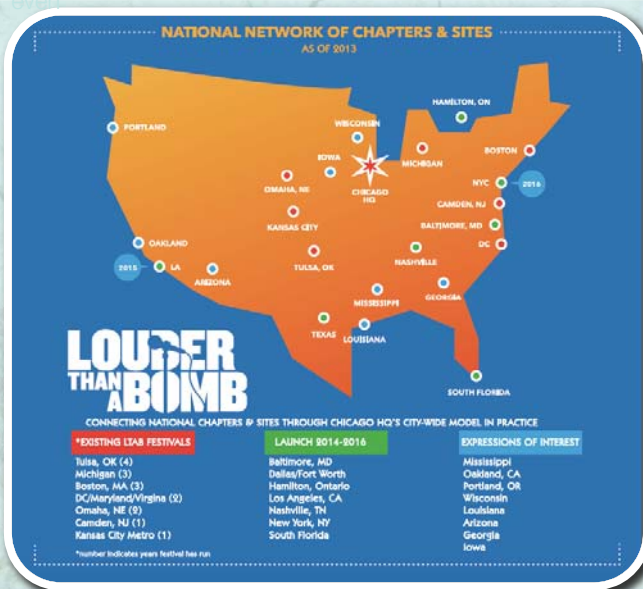 NATIONAL NETWORK OF CHAPTERS & SITES
AS OF 2013
HAMILTON, ON
WISCONSIN
PORTLAND
IOWA
MICHIGAN
BOSTON
OMAHA, NE
CHICAGO
HQ
NYC
2016
CAMDEN, NJ
KANSAS CITY
BALTIMORE, MD
OAKLAND
DC
2015
LA
ARIZONA
TULSA, OK
NASHVILLE
MISSISSIPPI
GEORGIA
TEXAS
LOUISIANA
SOUTH FLORIDA
LOUDER
THAN A BOMB
CONNECTING NATIONAL CHAPTERS & SITES THROUGH CHICAGO HQ'S CITY-WIDE MODEL IN PRACTICE
*EXISTING LTAB FESTIVALS
Tulsa, OK (4)
Michigan (3)
Boston, MA (3)
DC/Maryland/Virgina (2)
Omaha, NE (2)
Camden, NJ (1)
Kansas City Metro (1)
*number indicates years festival has run
LAUNCH 2014-2016
Baltimore, MD
Dallas/Fort Worth
Hamilton, Ontario
Los Angeles, CA
Nashville, TN
New York, NY
South Florida
EXPRESSIONS OF INTEREST
Mississippi
Oakland, CA
Portland, OR
Wisconsin
Louisiana
Arizona
Georgia
Iowa